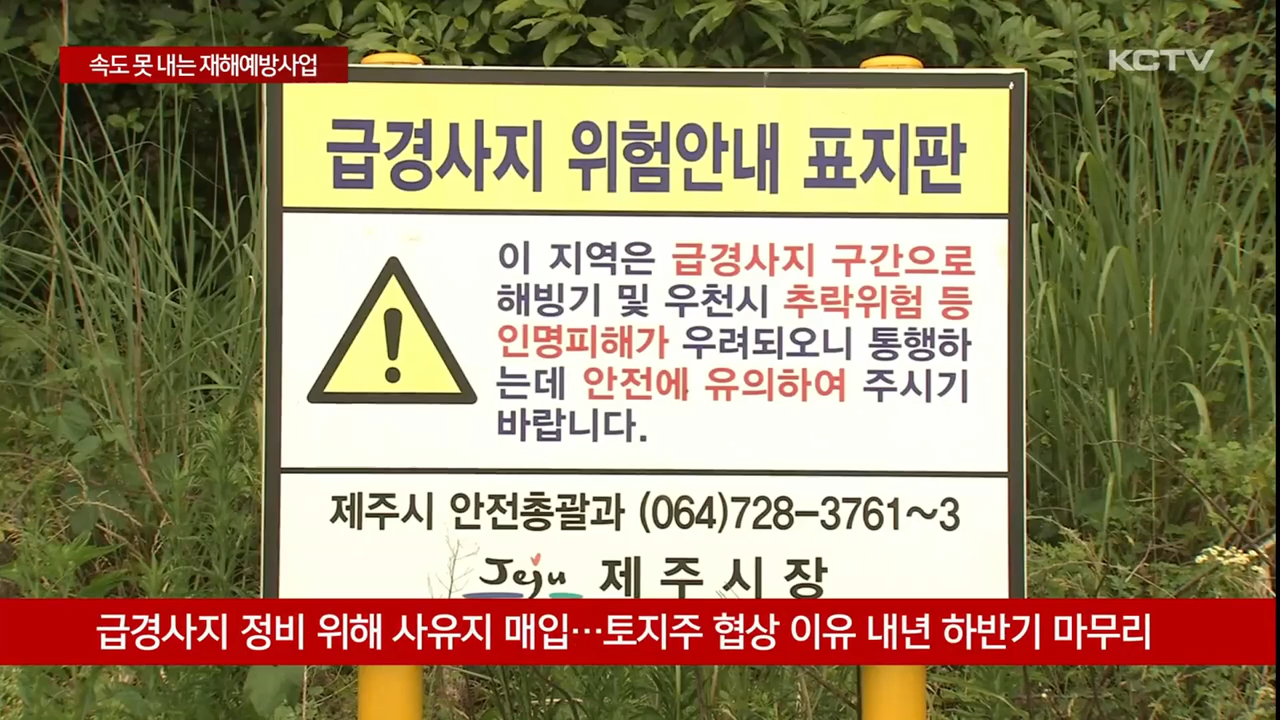 속도 못 내는 재해예방사업
KCTV
급경사지 위험안내 표지판
이 지역은 급경사지 구간으로
해빙기 및 우천시 추락위험 등
인명피해가 우려되오니 통행하
는데 안전에 유의하여 주시기
바랍니다.
제주시 안전총괄과 (064)728-3761~3
Jeju 제주시장
급경사지 정비 위해 사유지 매입…토지주 협상 이유 내년 하반기 마무리